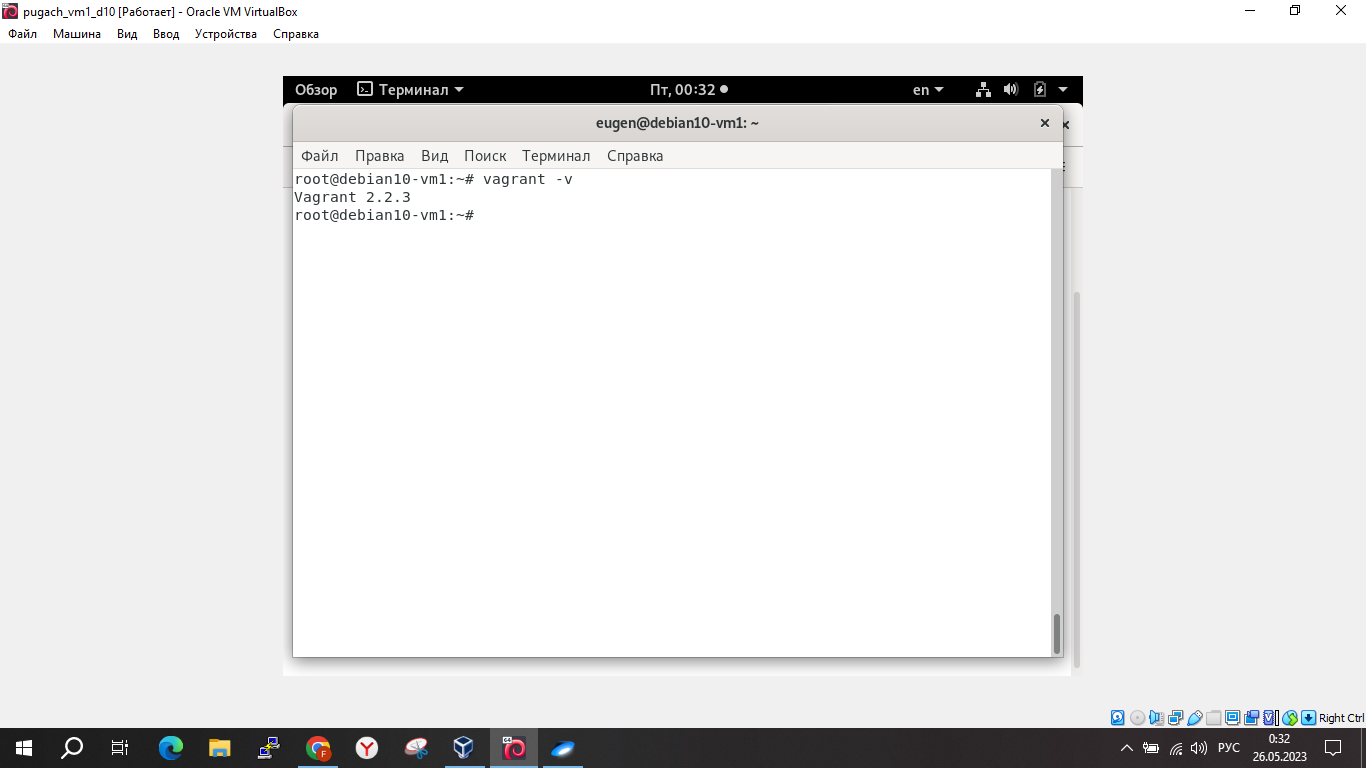 pugach_vm1_d10 [Работает] - Oracle VM VirtualBox
Файл Машина Вид Ввод Устройства Справка
Обзор Терминал Пт, 00:32 en
eugen@debian10-vm1: ~
Файл Правка Вид Поиск Терминал Справка
root@debian10-vm1:~# vagrant -v
Vagrant 2.2.3
root@debian10-vm1:~#
Right Ctrl
РУС 0:32
26.05.2023